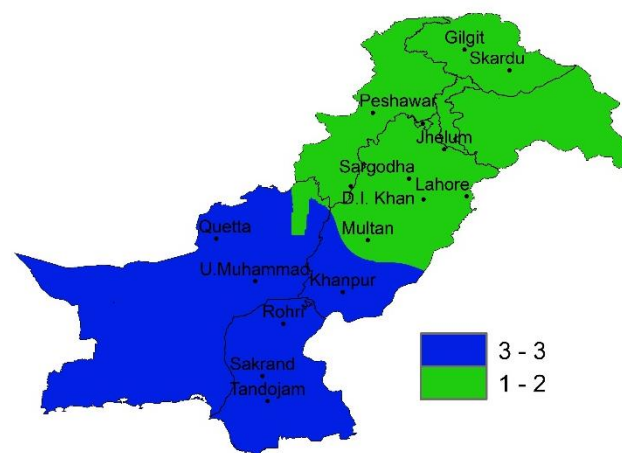 Gilgit
Skardu
Peshawar
Jhelum
Sargodha
Lahore
D.I. Khan
Multan
Quetta
U.Muhammad
Khanpur
Rohri
Sakrand
Tandojam
3 - 3
1 - 2